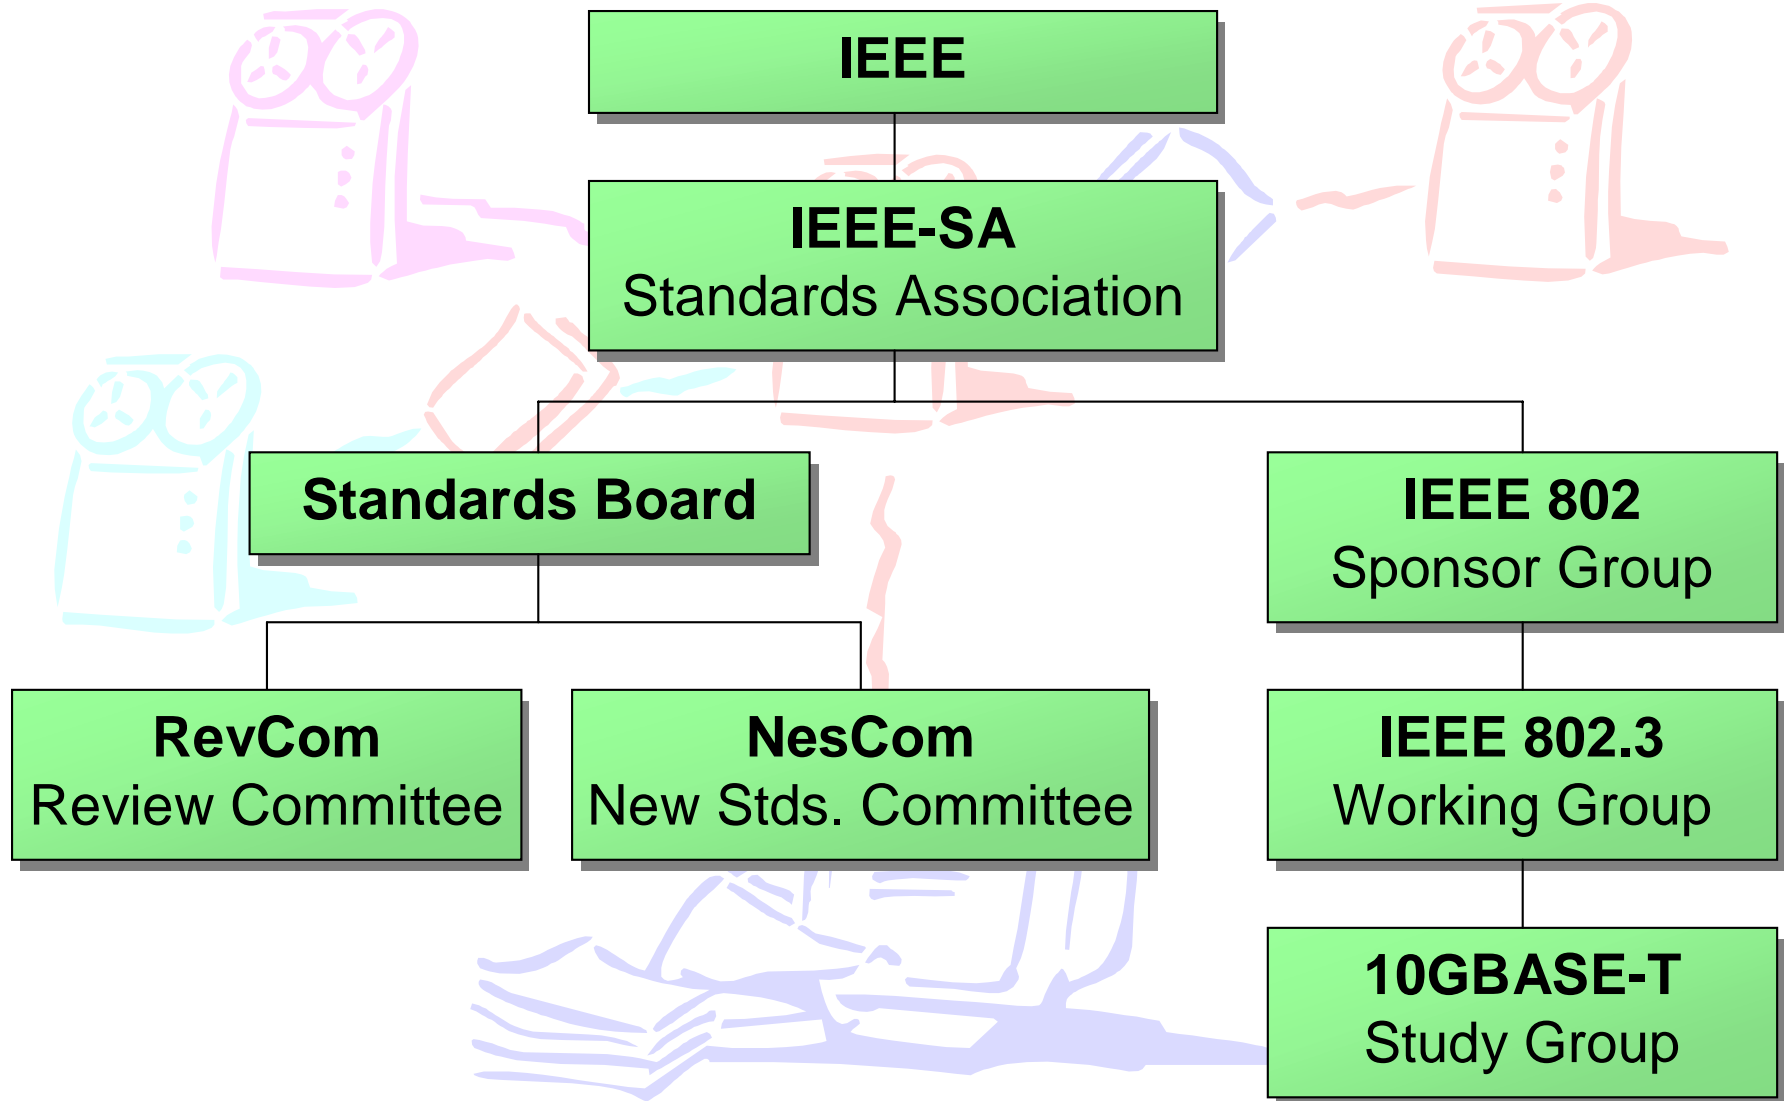 IEEE
IEEE-SA
Standards Association
Standards Board
IEEE 802
Sponsor Group
RevCom
Review Committee
NesCom
New Stds. Committee
IEEE 802.3
Working Group
10GBASE-T
Study Group